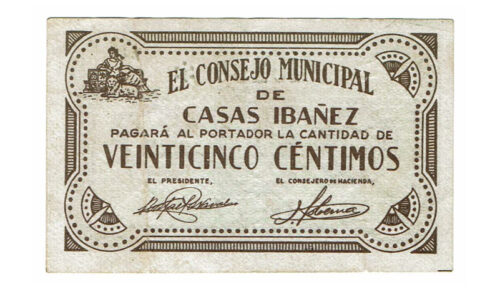 EL CONSEJO MUNICIPAL
DE
CASAS IBAÑEZ
PAGARÁ AL PORTADOR LA CANTIDAD DE
VEINTICINCO CÉNTIMOS
EL PRESIDENTE, EL CONSEJERO DE HACIENDA,